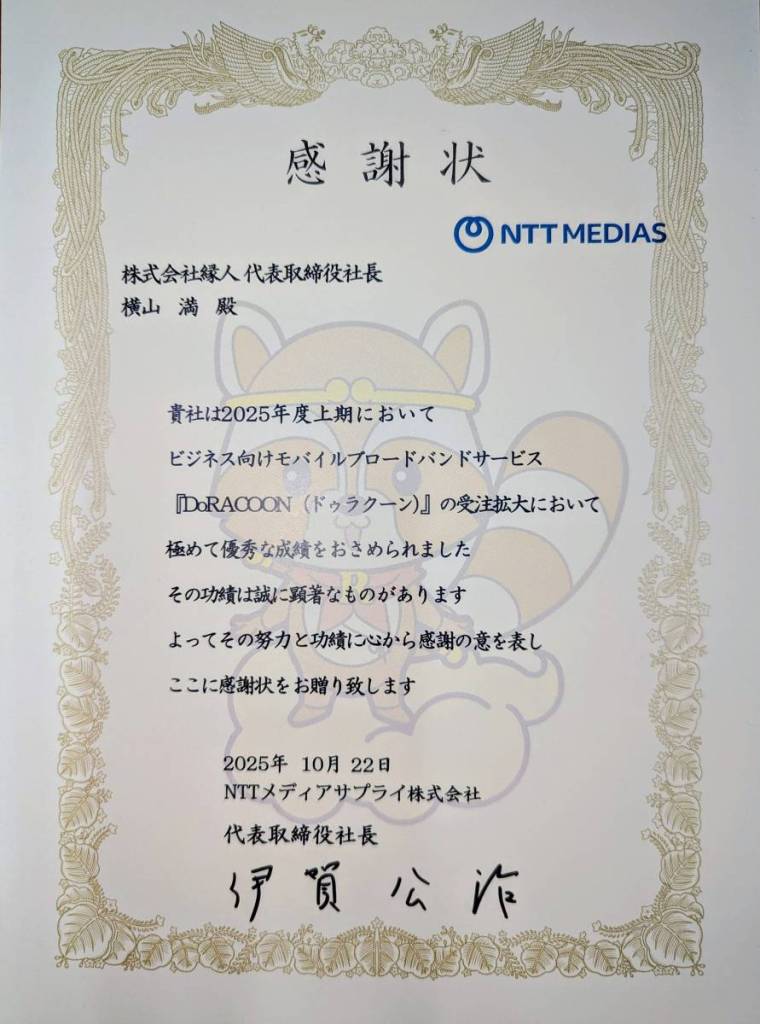 感謝状
NTT MEDIAS
株式会社縁人 代表取締役社長
横山 満 殿
貴社は2025年度上期において
ビジネス向けモバイルブロードバンドサービス
『DoRACOON（ドゥラクーン）』の受注拡大において
極めて優秀な成績をおさめられました
その功績は誠に顕著なものがあります
よってその努力と功績に心から感謝の意を表し
ここに感謝状をお贈り致します
2025年 10月 22日
NTTメディアサプライ株式会社
代表取締役社長
伊賀 公治